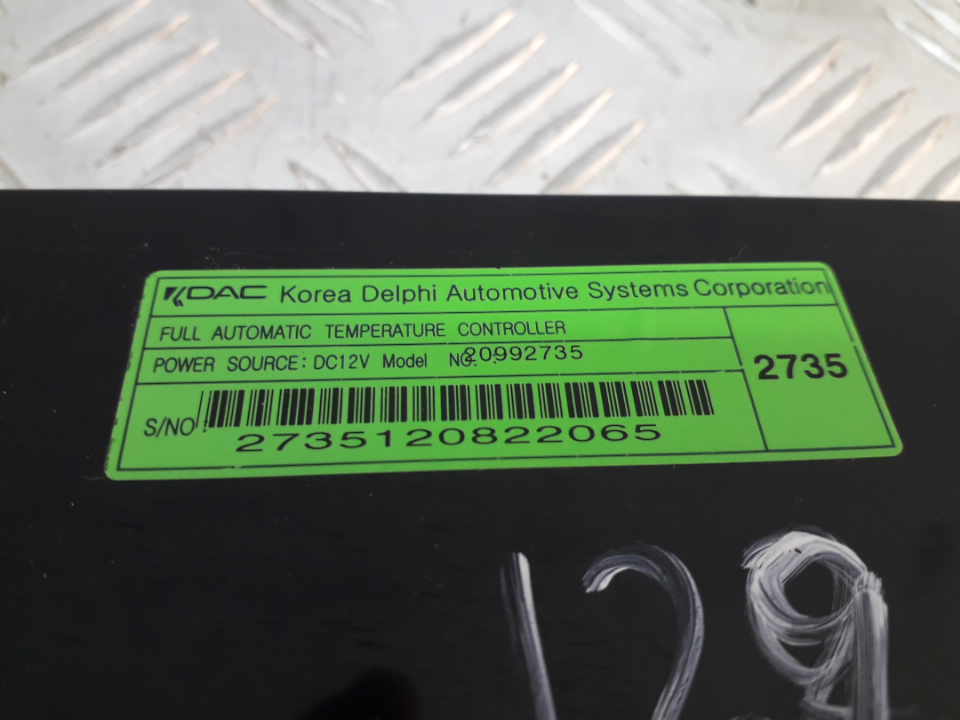 KDAC Korea Delphi Automotive Systems Corporation
FULL AUTOMATIC TEMPERATURE CONTROLLER
POWER SOURCE: DC12V Model NO. : 20992735
2735
S/NO :
2735120822065
129